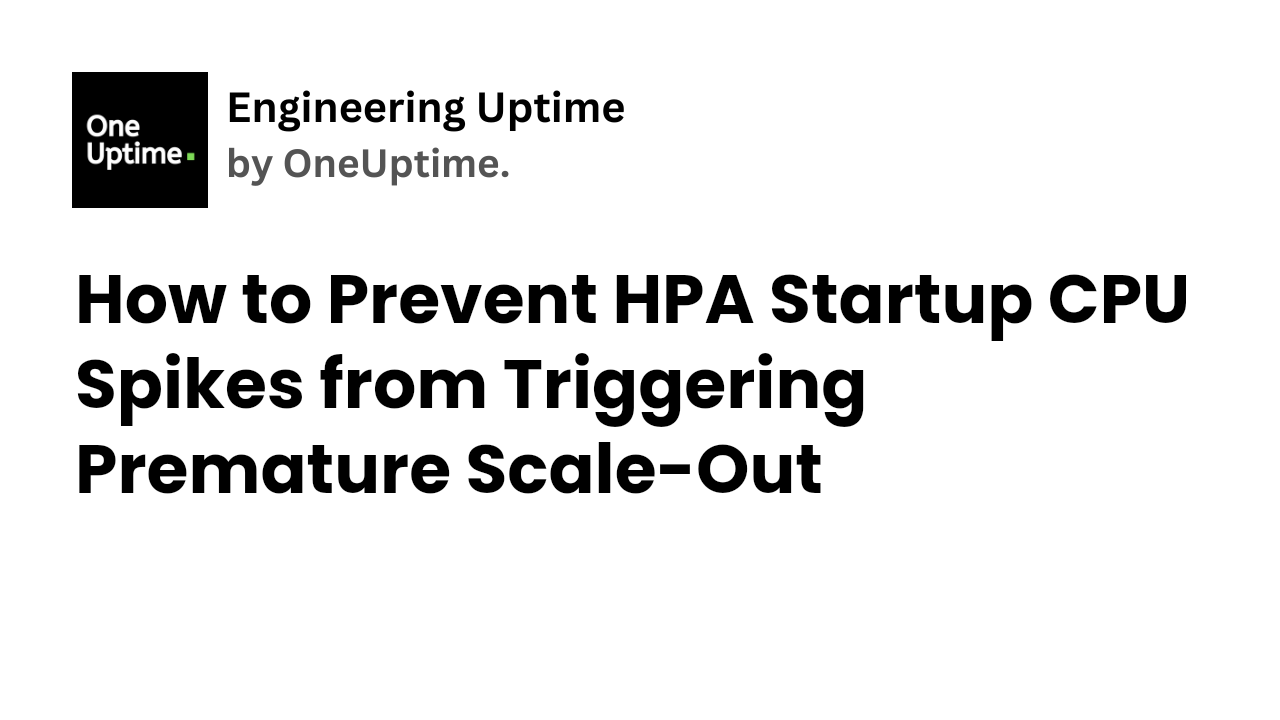 One
Uptime
Engineering Uptime
by OneUptime.
How to Prevent HPA Startup CPU
Spikes from Triggering
Premature Scale-Out